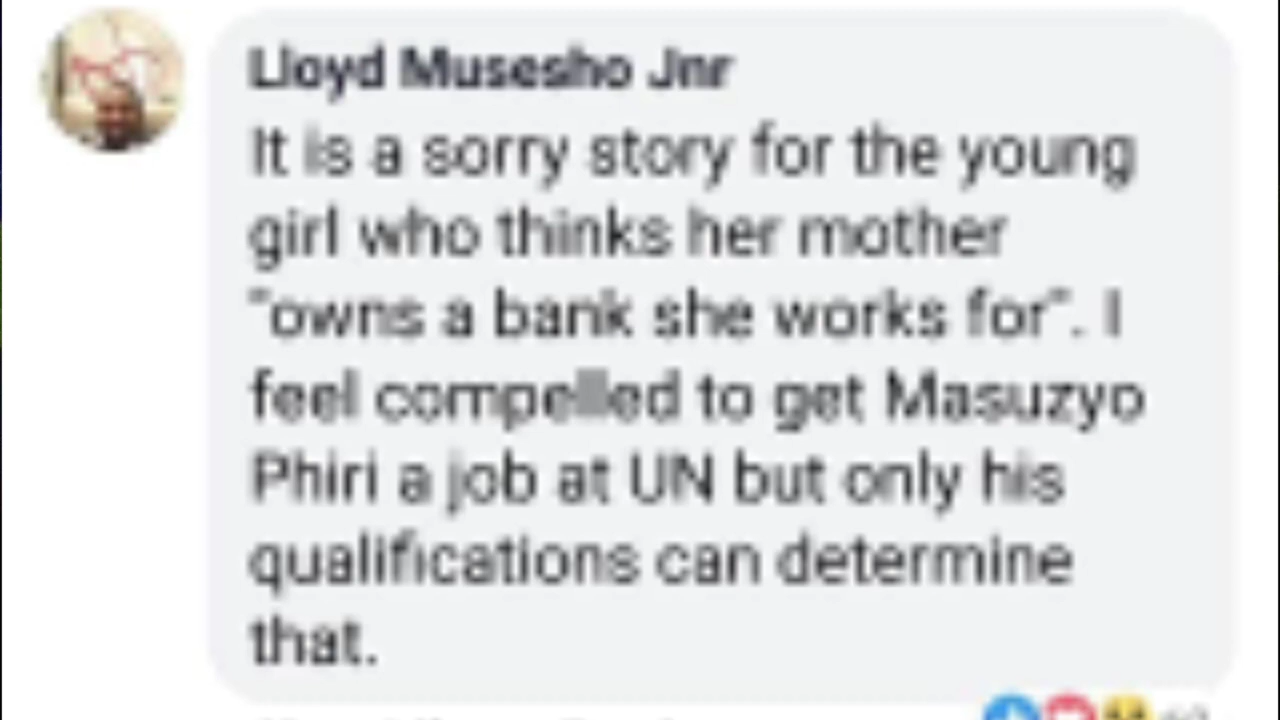 Lloyd Musesho Jnr
It is a sorry story for the young
girl who thinks her mother
"owns a bank she works for". I
feel compelled to get Masuzyo
Phiri a job at UN but only his
qualifications can determine
that.